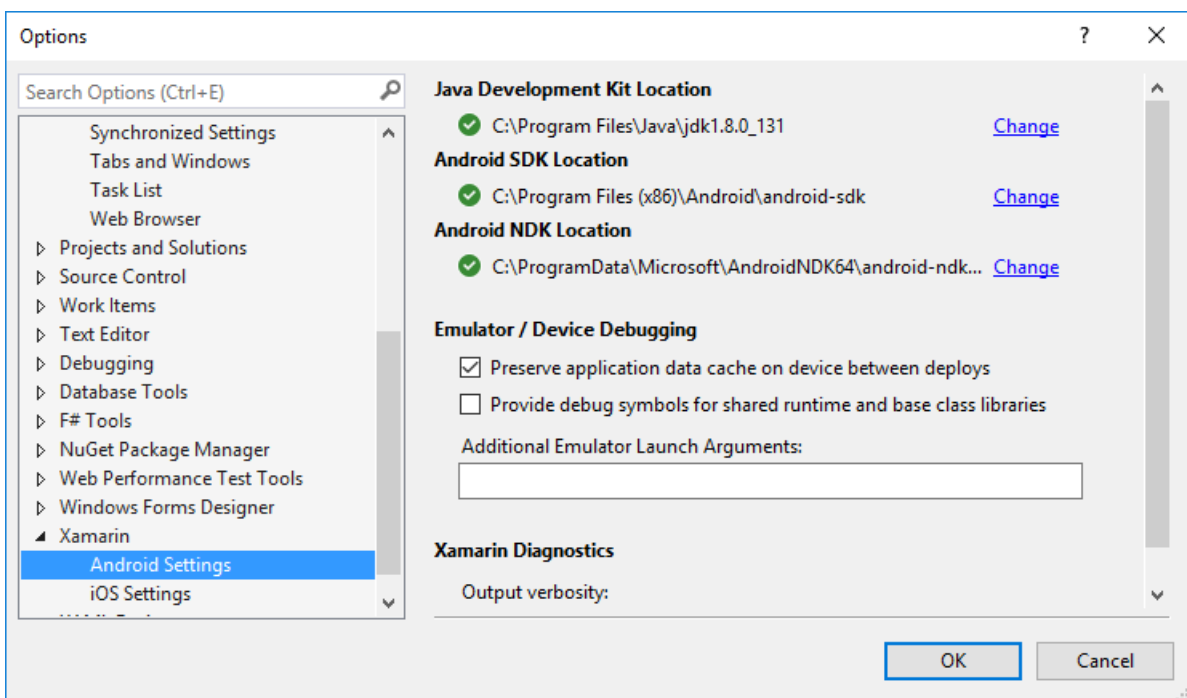 Options
?
Search Options (Ctrl+E)
Synchronized Settings
Tabs and Windows
Task List
Web Browser
Projects and Solutions
Source Control
Work Items
Text Editor
Debugging
Database Tools
F# Tools
NuGet Package Manager
Web Performance Test Tools
Windows Forms Designer
Xamarin
Android Settings
iOS Settings
Java Development Kit Location
C:\Program Files\Java\jdk1.8.0_131 Change
Android SDK Location
C:\Program Files (x86)\Android\android-sdk Change
Android NDK Location
C:\ProgramData\Microsoft\AndroidNDK64\android-ndk... Change
Emulator / Device Debugging
Preserve application data cache on device between deploys
Provide debug symbols for shared runtime and base class libraries
Additional Emulator Launch Arguments:
Xamarin Diagnostics
Output verbosity:
OK Cancel